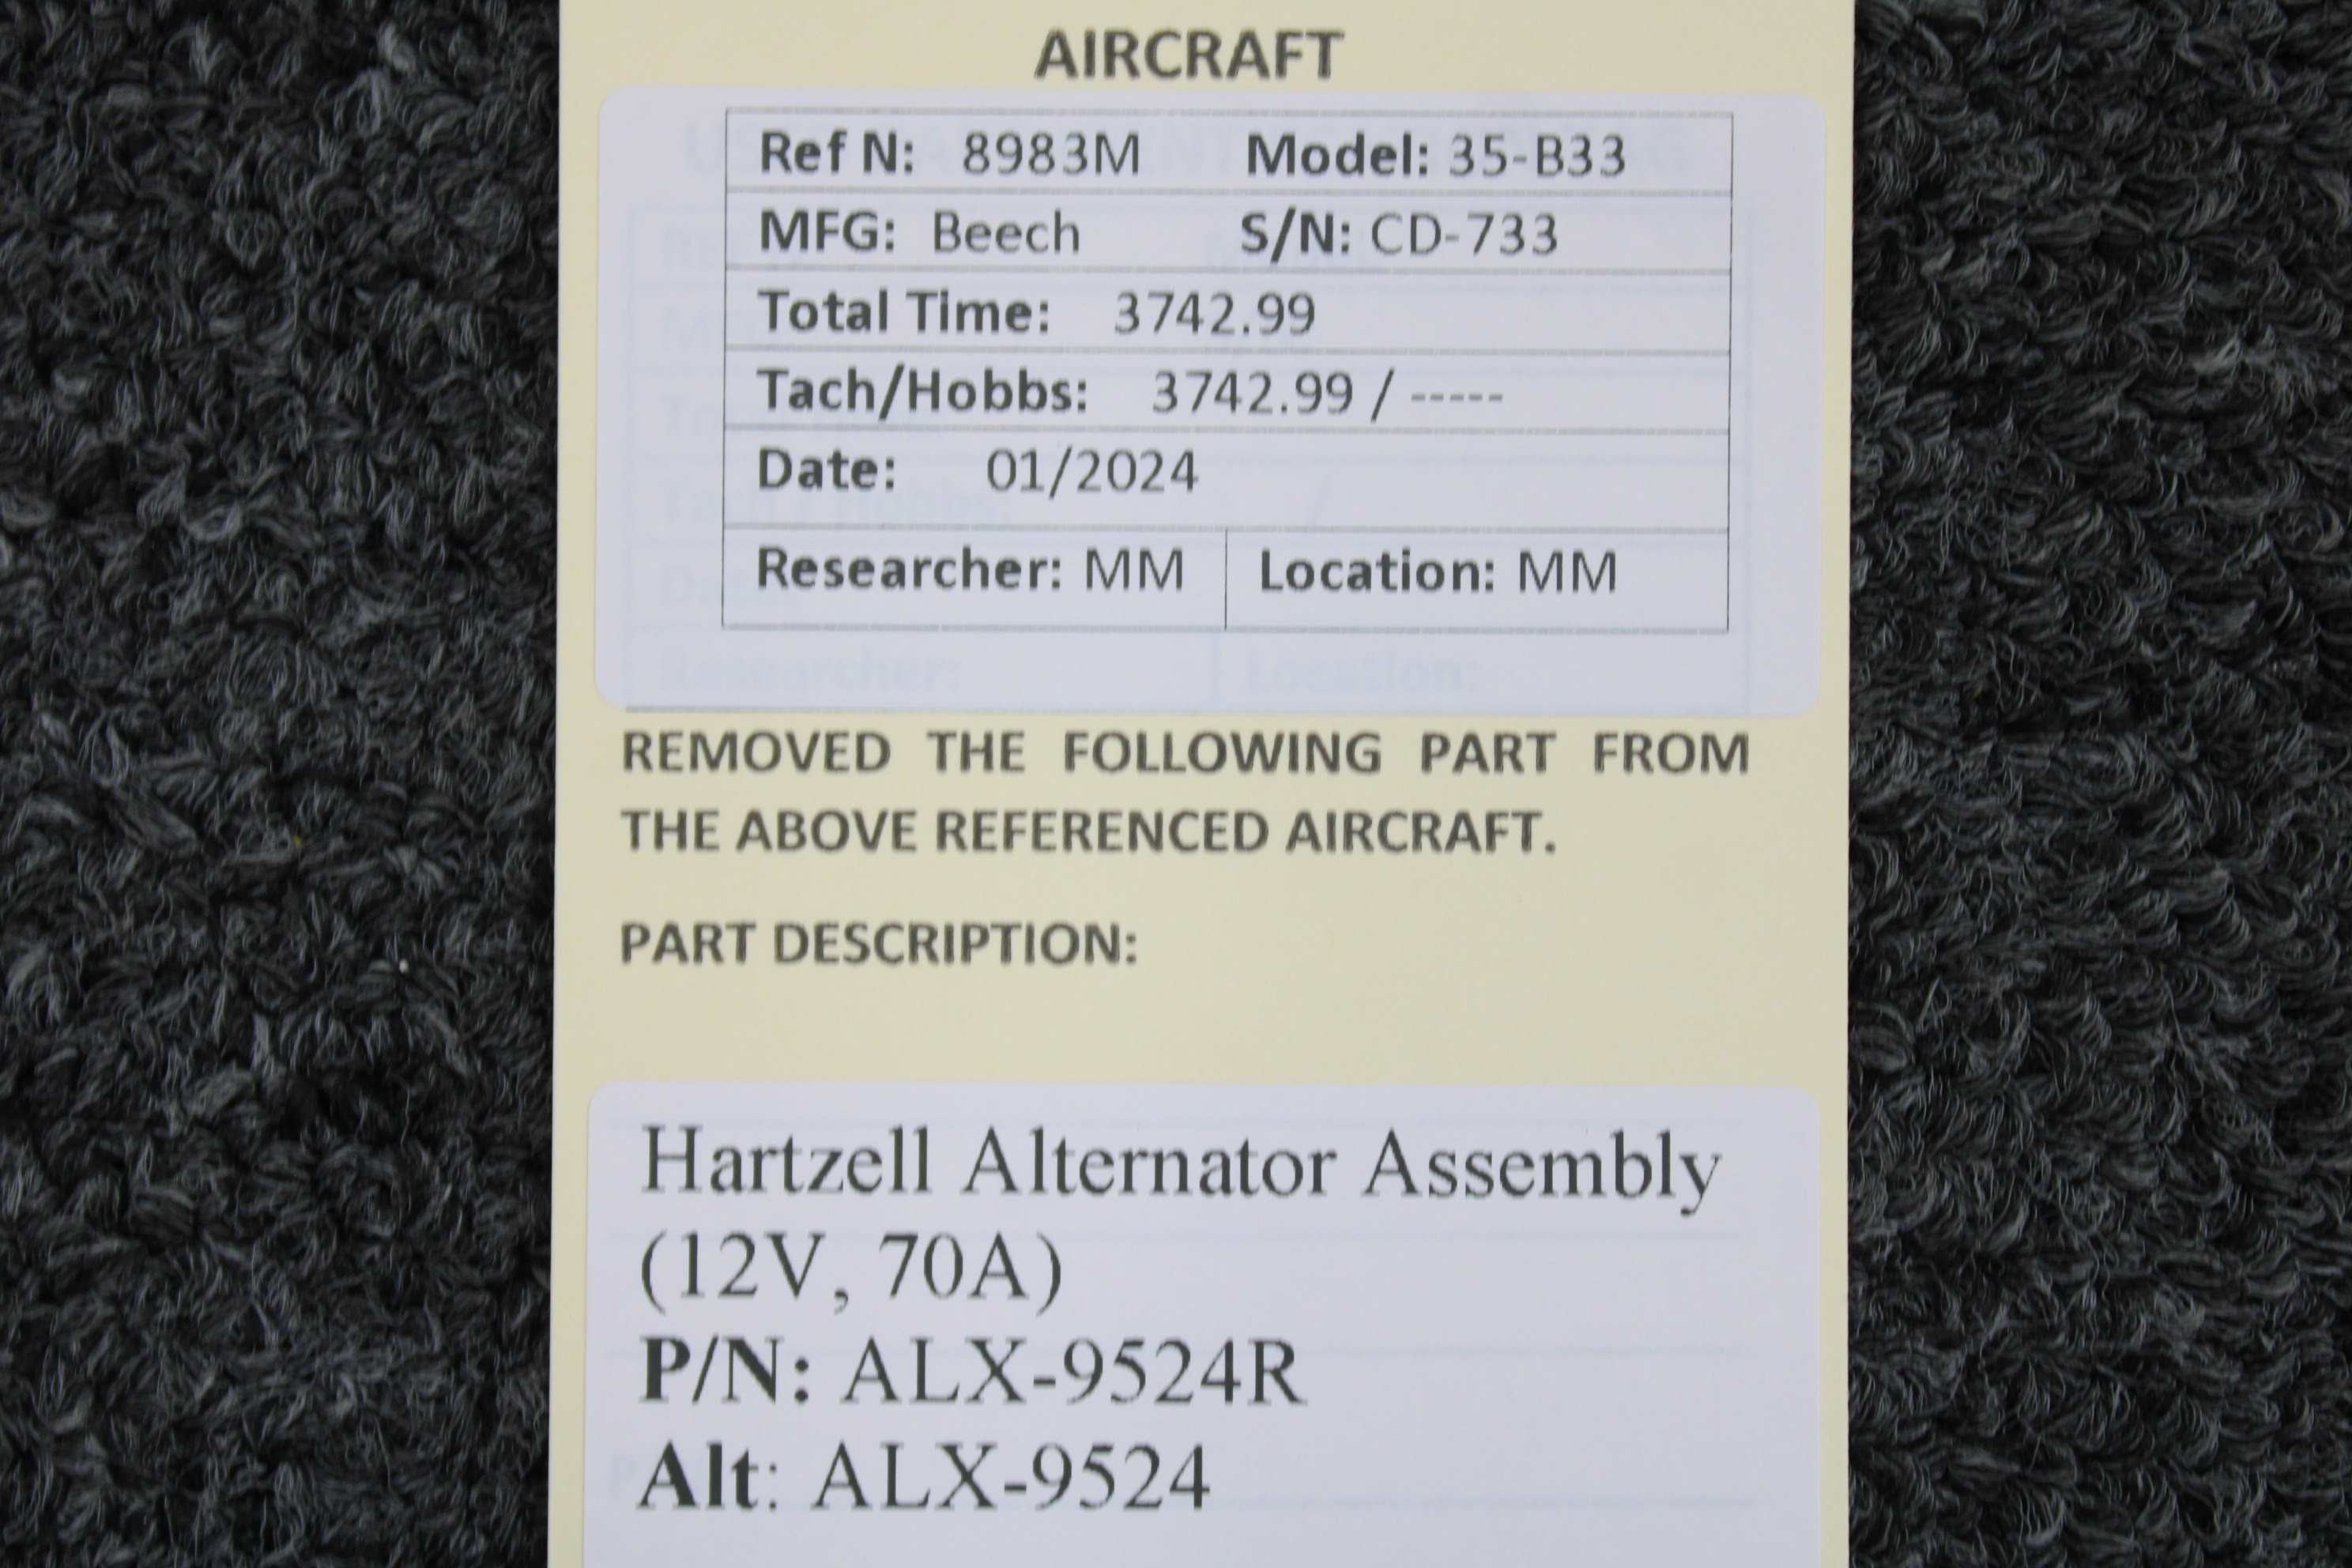 AIRCRAFT
Ref N: 8983M Model: 35-B33
MFG: Beech S/N: CD-733
Total Time: 3742.99
Tach/Hobbs: 3742.99 / -----
Date: 01/2024
Researcher: MM Location: MM
Researcher: Location:
REMOVED THE FOLLOWING PART FROM
THE ABOVE REFERENCED AIRCRAFT.
PART DESCRIPTION:
Hartzell Alternator Assembly
(12V, 70A)
P/N: ALX-9524R
Alt: ALX-9524